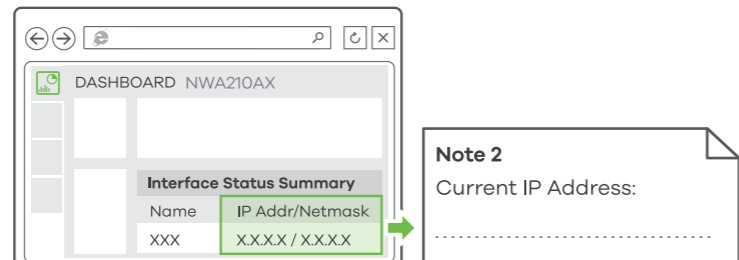 DASHBOARD NWA210AX
Interface Status Summary
Name IP Addr/Netmask
XXX X.X.X.X / X.X.X.X
Note 2
Current IP Address: